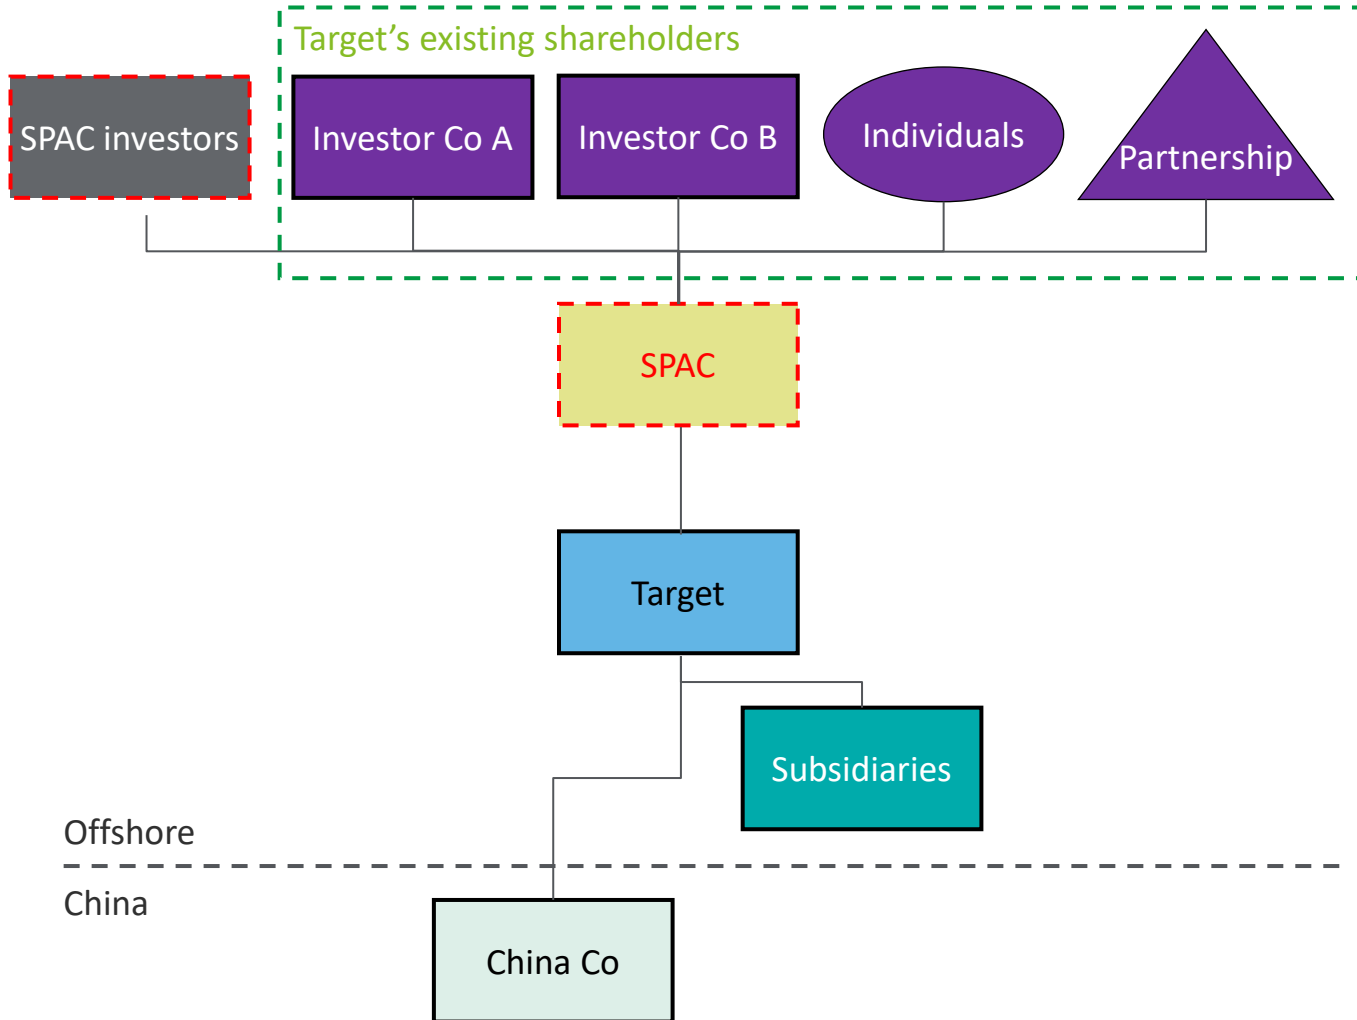 Target’s existing shareholders
SPAC investors
Investor Co A
Investor Co B
Individuals
Partnership
SPAC
Target
Subsidiaries
Offshore
China
China Co